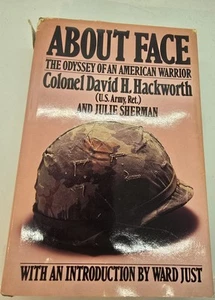 ABOUT FACE
THE ODYSSEY OF AN AMERICAN WARRIOR
Colonel David H. Hackworth
(U.S. Army, Ret.)
AND JULIE SHERMAN
WITH AN INTRODUCTION BY WARD JUST